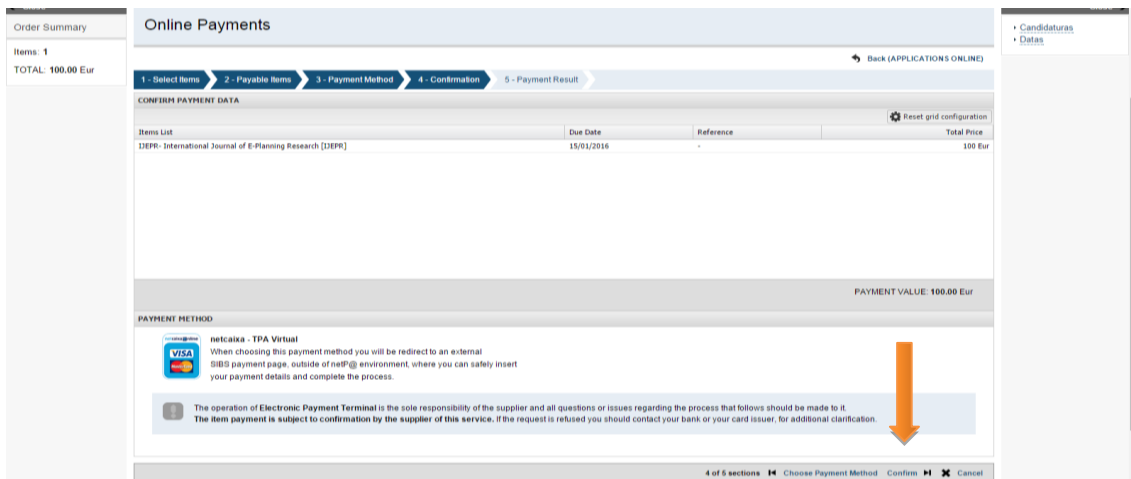 Order Summary
Items: 1
TOTAL: 100.00 Eur
Online Payments
Back (APPLICATIONS ONLINE)
1 - Select Items
2 - Payable Items
3 - Payment Method
4 - Confirmation
5 - Payment Result
CONFIRM PAYMENT DATA
Reset grid configuration
Items List Due Date Reference Total Price
IJEPR- International Journal of E-Planning Research [IJEPR] 15/01/2016 - 100 Eur
PAYMENT VALUE: 100.00 Eur
PAYMENT METHOD
VISA
netcaixa - TPA Virtual
When choosing this payment method you will be redirect to an external
SIBS payment page, outside of netP@ environment, where you can safely insert
your payment details and complete the process.
The operation of Electronic Payment Terminal is the sole responsibility of the supplier and all questions or issues regarding the process that follows should be made to it.
The item payment is subject to confirmation by the supplier of this service. If the request is refused you should contact your bank or your card issuer, for additional clarification.
4 of 5 sections Choose Payment Method Confirm Cancel
Candidaturas
Datas